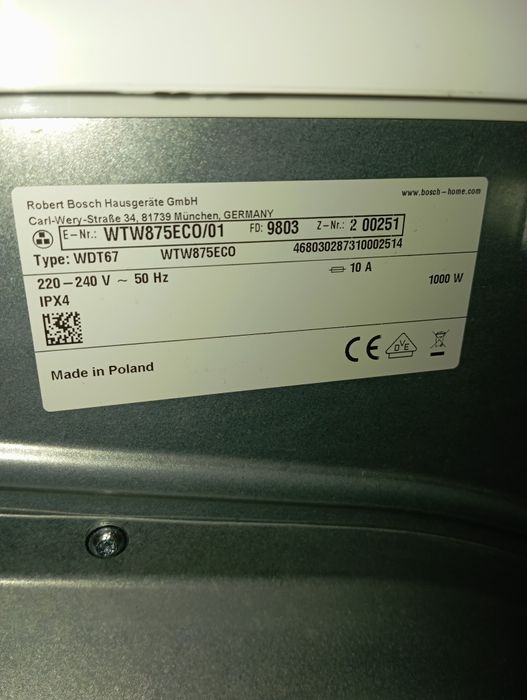 Robert Bosch Hausgeräte GmbH
www.bosch-home.com
Carl-Wery-Straße 34, 81739 München, GERMANY
E-Nr.: WTW875ECO/01 FD: 9803 Z-Nr.: 2 00251
Type: WDT67 WTW875ECO 468030287310002514
220-240 V ~ 50 Hz 10 A 1000 W
IPX4
CE DVE
Made in Poland